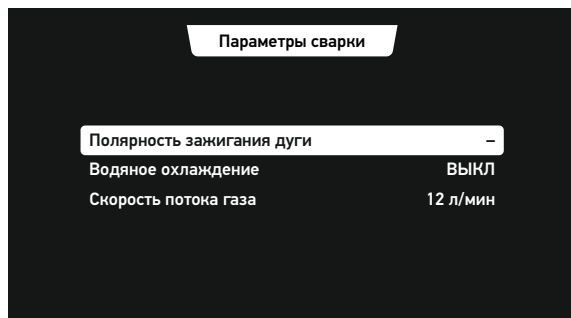 Параметры сварки
Полярность зажигания дуги –
Водяное охлаждение ВЫКЛ
Скорость потока газа 12 л/мин